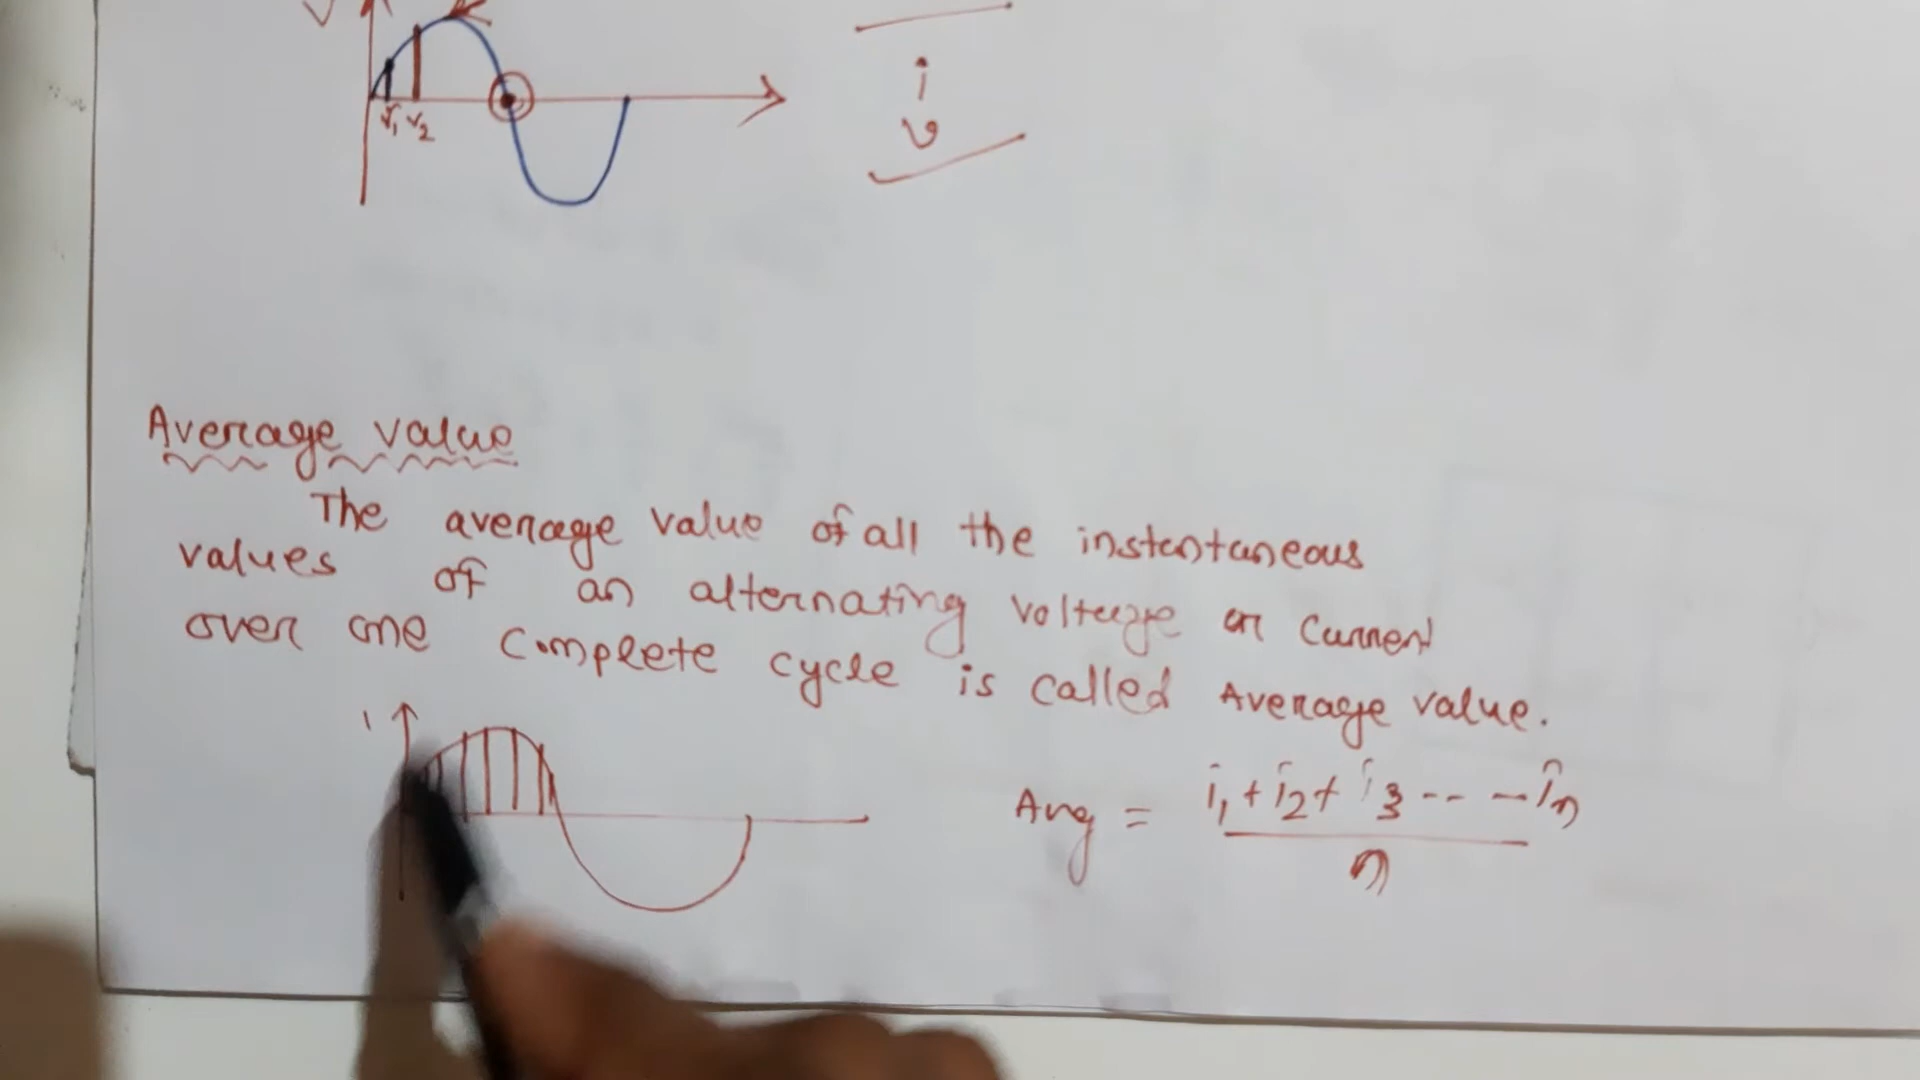 V
V1 V2
i
v
Average value
The average value of all the instantaneous
values of an alternating voltage or current
over one complete cycle is called Average value.
i
Avg = i1 + i2 + i3 -- - in
n